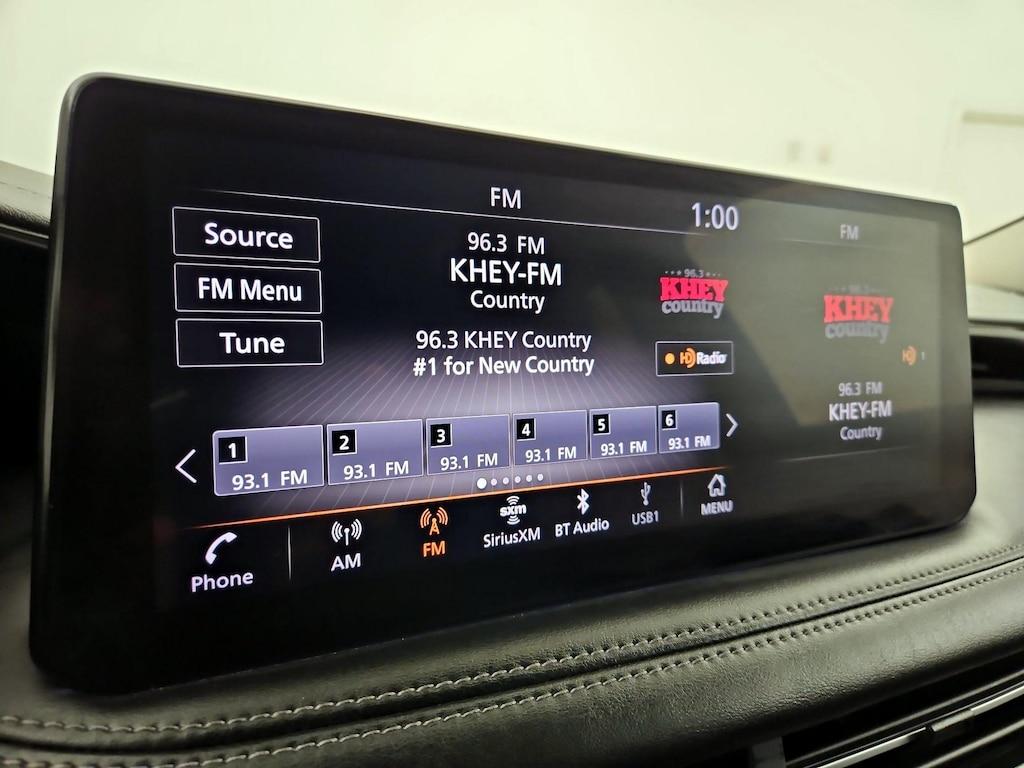 FM
1:00
FM
Source
FM Menu
Tune
96.3 FM
KHEY-FM
Country
96.3 KHEY Country
#1 for New Country
96.3
KHEY
country
HD Radio
96.3
KHEY
country
HD 1
96.3 FM
KHEY-FM
Country
1
93.1 FM
2
93.1 FM
3
93.1 FM
4
93.1 FM
5
93.1 FM
6
93.1 FM
Phone
AM
FM
sxm
SiriusXM
BT Audio
USB1
MENU